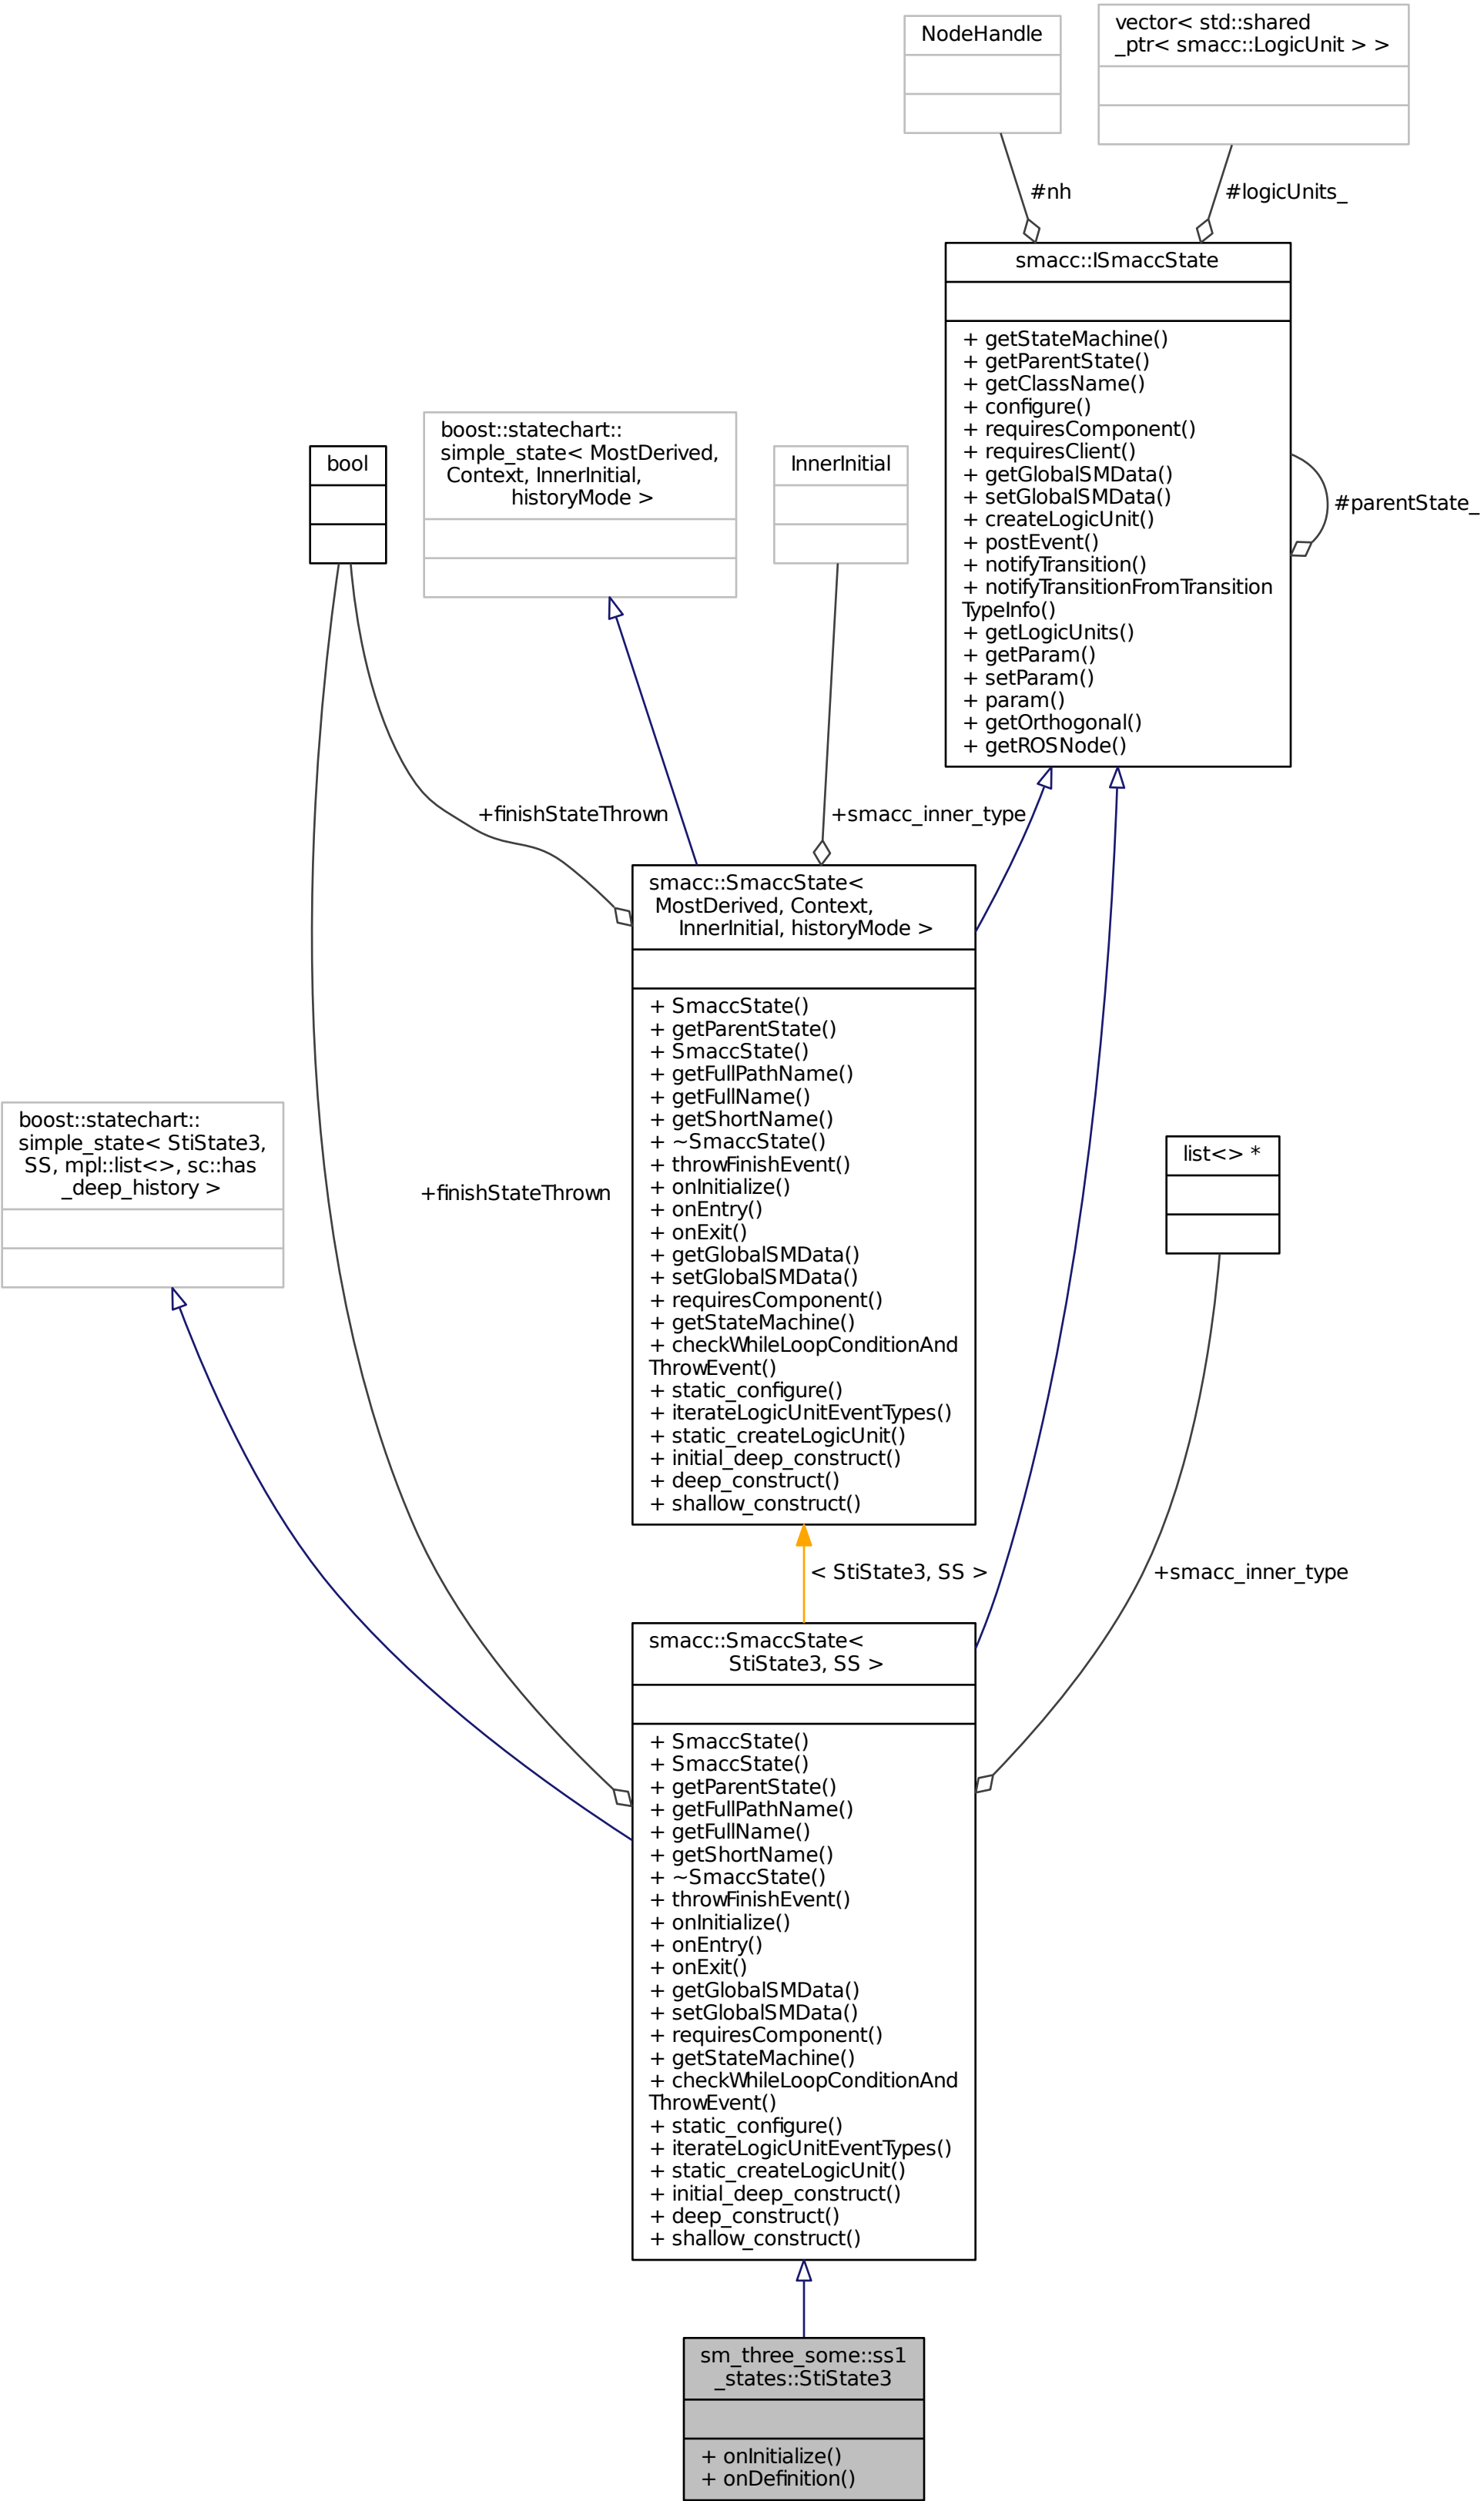 NodeHandle
vector< std::shared
_ptr< smacc::LogicUnit > >
#nh
#logicUnits_
smacc::ISmaccState
+ getStateMachine()
+ getParentState()
+ getClassName()
+ configure()
+ requiresComponent()
+ requiresClient()
+ getGlobalSMData()
+ setGlobalSMData()
+ createLogicUnit()
+ postEvent()
+ notifyTransition()
+ notifyTransitionFromTransition
TypeInfo()
+ getLogicUnits()
+ getParam()
+ setParam()
+ param()
+ getOrthogonal()
+ getROSNode()
#parentState_
boost::statechart::
simple_state< MostDerived,
Context, InnerInitial,
historyMode >
bool
InnerInitial
+finishStateThrown
+smacc_inner_type
smacc::SmaccState<
MostDerived, Context,
InnerInitial, historyMode >
+ SmaccState()
+ getParentState()
+ SmaccState()
+ getFullPathName()
+ getFullName()
+ getShortName()
+ ~SmaccState()
+ throwFinishEvent()
+ onInitialize()
+ onEntry()
+ onExit()
+ getGlobalSMData()
+ setGlobalSMData()
+ requiresComponent()
+ getStateMachine()
+ checkWhileLoopConditionAnd
ThrowEvent()
+ static_configure()
+ iterateLogicUnitEventTypes()
+ static_createLogicUnit()
+ initial_deep_construct()
+ deep_construct()
+ shallow_construct()
boost::statechart::
simple_state< StiState3,
SS, mpl::list<>, sc::has
_deep_history >
+finishStateThrown
list<> *
< StiState3, SS >
+smacc_inner_type
smacc::SmaccState<
StiState3, SS >
+ SmaccState()
+ SmaccState()
+ getParentState()
+ getFullPathName()
+ getFullName()
+ getShortName()
+ ~SmaccState()
+ throwFinishEvent()
+ onInitialize()
+ onEntry()
+ onExit()
+ getGlobalSMData()
+ setGlobalSMData()
+ requiresComponent()
+ getStateMachine()
+ checkWhileLoopConditionAnd
ThrowEvent()
+ static_configure()
+ iterateLogicUnitEventTypes()
+ static_createLogicUnit()
+ initial_deep_construct()
+ deep_construct()
+ shallow_construct()
sm_three_some::ss1
_states::StiState3
+ onInitialize()
+ onDefinition()